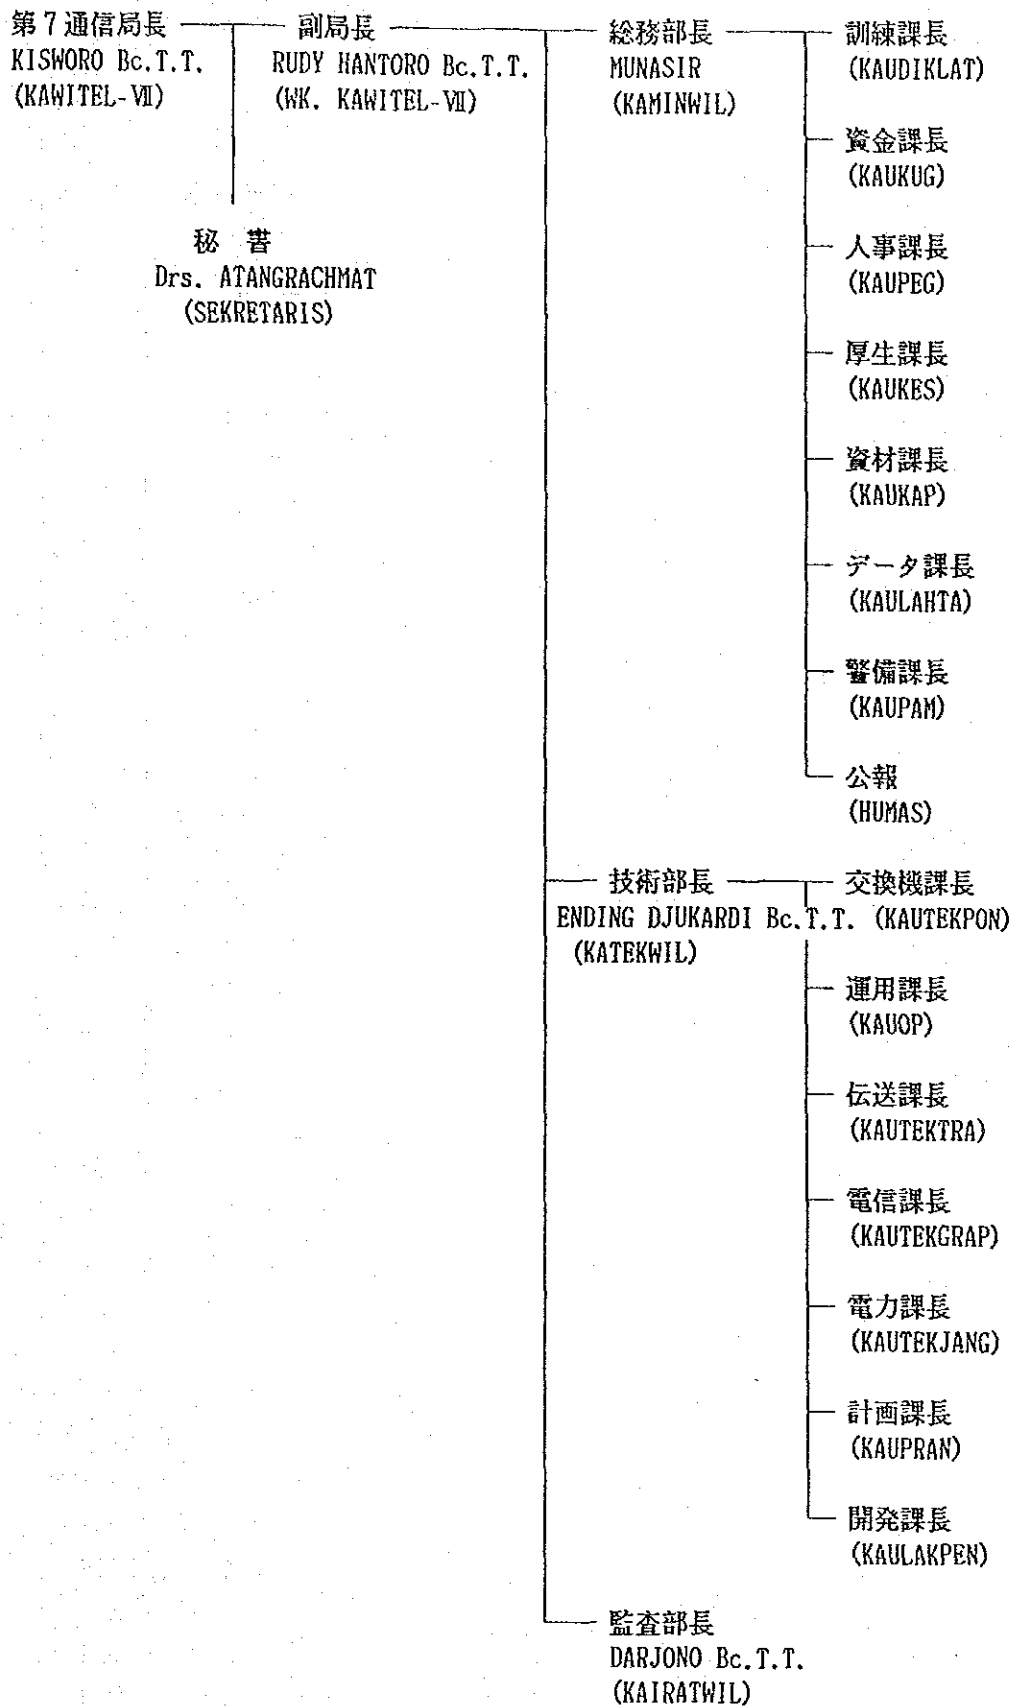 第7通信局長
KISWORO Bc.T.T.
(KAWITEL-Ⅶ)
副局長
RUDY HANTORO Bc.T.T.
(WK. KAWITEL-Ⅶ)
秘 書
Drs. ATANGRACHMAT
(SEKRETARIS)
総務部長
MUNASIR
(KAMINWIL)
訓練課長
(KAUDIKLAT)
資金課長
(KAUKUG)
人事課長
(KAUPEG)
厚生課長
(KAUKES)
資材課長
(KAUKAP)
データ課長
(KAULAHTA)
警備課長
(KAUPAM)
公報
(HUMAS)
技術部長
ENDING DJUKARDI Bc.T.T.
(KATEKWIL)
交換機課長
(KAUTEKPON)
運用課長
(KAUOP)
伝送課長
(KAUTEKTRA)
電信課長
(KAUTEKGRAP)
電力課長
(KAUTEKJANG)
計画課長
(KAUPRAN)
開発課長
(KAULAKPEN)
監査部長
DARJONO Bc.T.T.
(KAIRATWIL)